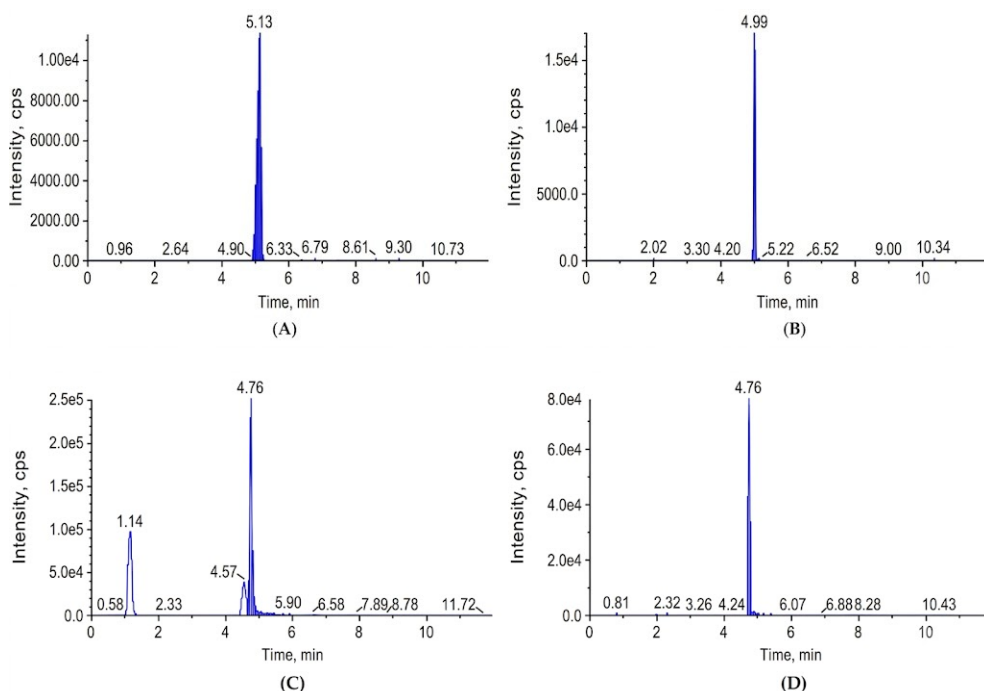 5.13
4.99
1.00e4
8000.00
6000.00
4000.00
2000.00
0.00
Intensity, cps
0.96 2.64 4.90 6.33 6.79 8.61 9.30 10.73
0 2 4 6 8 10
Time, min
(A)
1.5e4
1.0e4
5000.00
0.00
Intensity, cps
2.02 3.30 4.20 5.22 6.52 9.00 10.34
0 2 4 6 8 10
Time, min
(B)
4.76
2.5e5
2.0e5
1.5e5
1.0e5
5.0e4
0.0
Intensity, cps
1.14
4.57
0.58 2.33 5.90 6.58 7.89 8.78 11.72
0 2 4 6 8 10
Time, min
(C)
4.76
8.0e4
6.0e4
4.0e4
2.0e4
0.0
Intensity, cps
0.81 2.32 3.26 4.24 6.07 6.88 8.28 10.43
0 2 4 6 8 10
Time, min
(D)